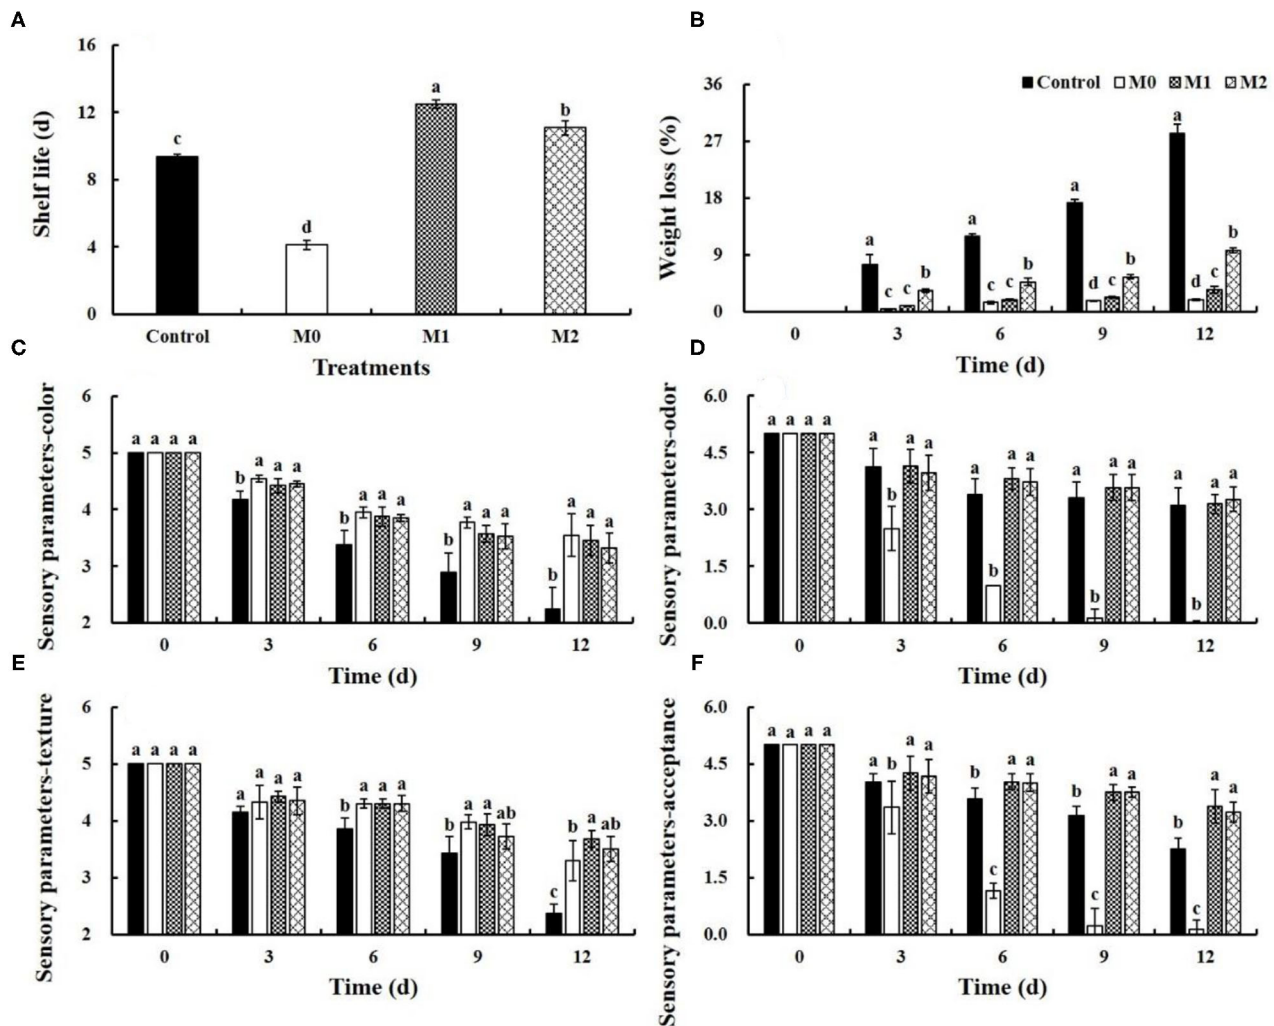 A
Shelf life (d)
16
12
8
4
0
c
d
a
b
Control M0 M1 M2
Treatments
B
Weight loss (%)
36
27
18
9
0
Control M0 M1 M2
a c c b
a c c b
a d c b
a d c b
0 3 6 9 12
Time (d)
C
Sensory parameters-color
6
5
4
3
2
a a a a
b a a a
b a a a
b a a a
b a a a
0 3 6 9 12
Time (d)
D
Sensory parameters-odor
6.0
4.5
3.0
1.5
0.0
a a a a
a b a a
a b a a
a b a a
a b a a
0 3 6 9 12
Time (d)
E
Sensory parameters-texture
6
5
4
3
2
a a a a
a a a a
b a a a
b a a ab
c b a ab
0 3 6 9 12
Time (d)
F
Sensory parameters-acceptance
6.0
4.5
3.0
1.5
0.0
a a a a
a b a a
b c a a
b c a a
b c a a
0 3 6 9 12
Time (d)